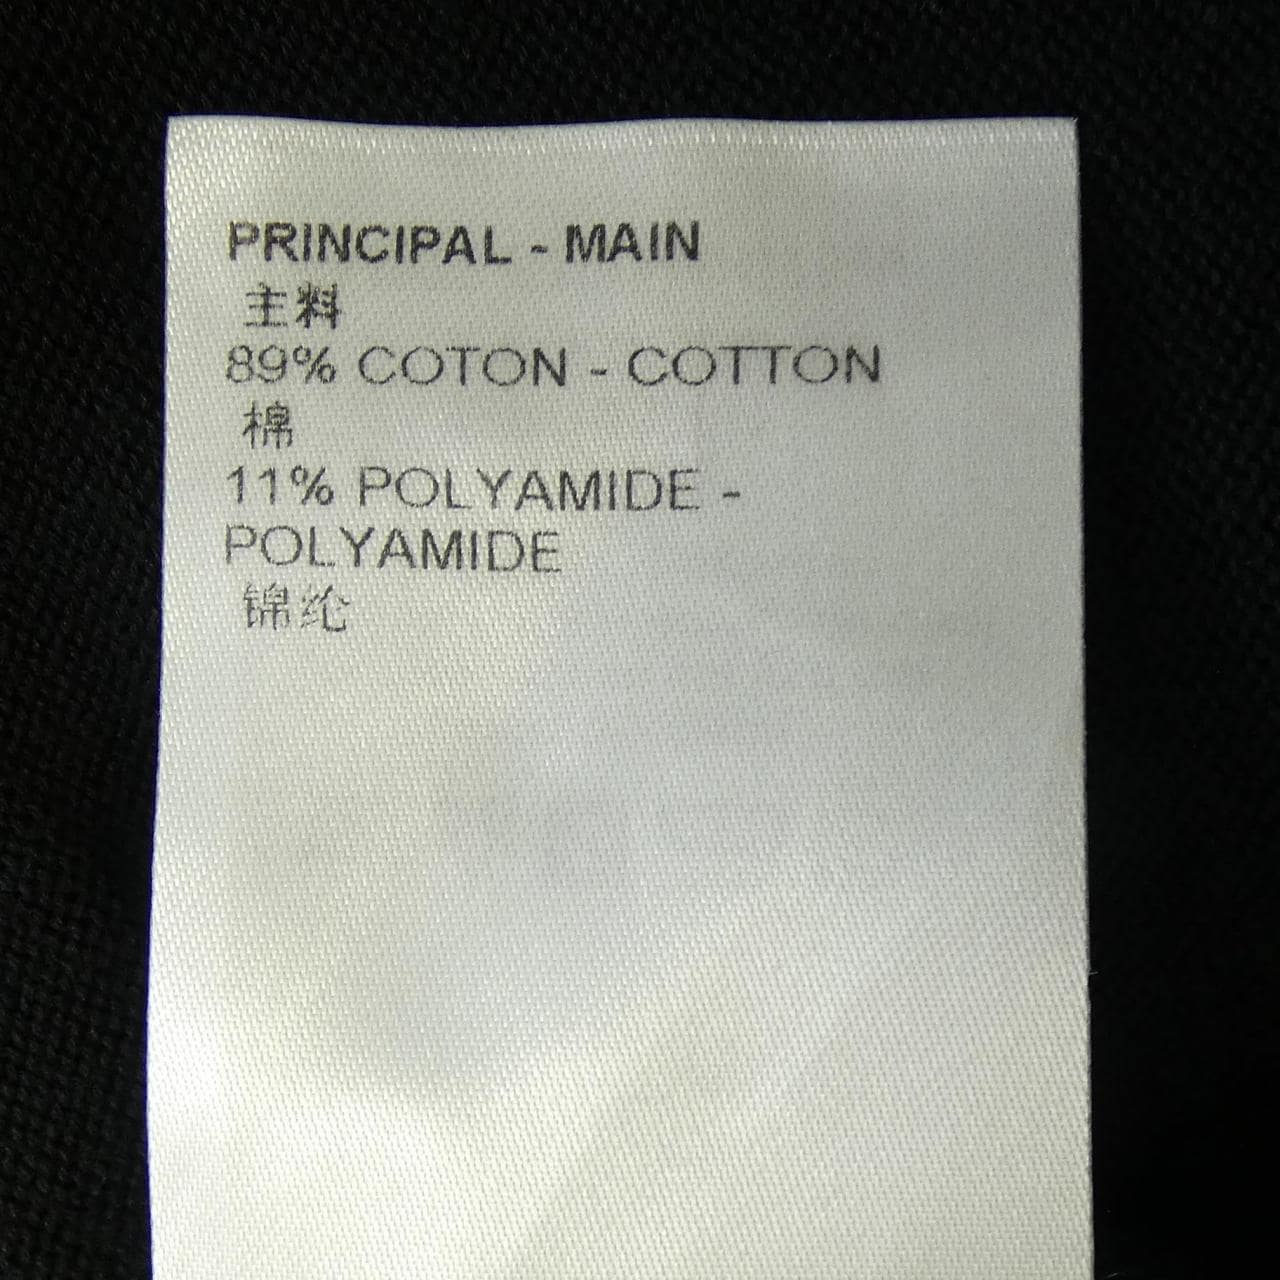 PRINCIPAL - MAIN
主料
89% COTON - COTTON
棉
11% POLYAMIDE -
POLYAMIDE
锦纶